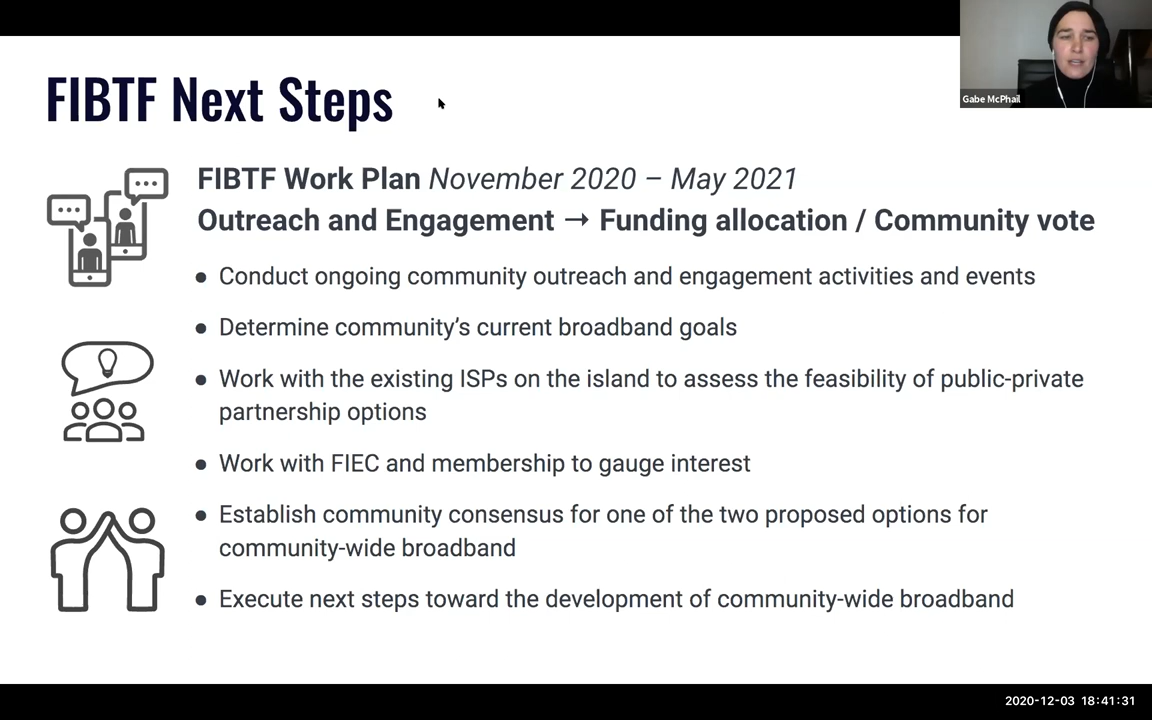 FIBTF Next Steps
Gabe McPhail
FIBTF Work Plan November 2020 – May 2021
Outreach and Engagement → Funding allocation / Community vote
● Conduct ongoing community outreach and engagement activities and events
● Determine community’s current broadband goals
● Work with the existing ISPs on the island to assess the feasibility of public-private
partnership options
● Work with FIEC and membership to gauge interest
● Establish community consensus for one of the two proposed options for
community-wide broadband
● Execute next steps toward the development of community-wide broadband
2020-12-03 18:41:31